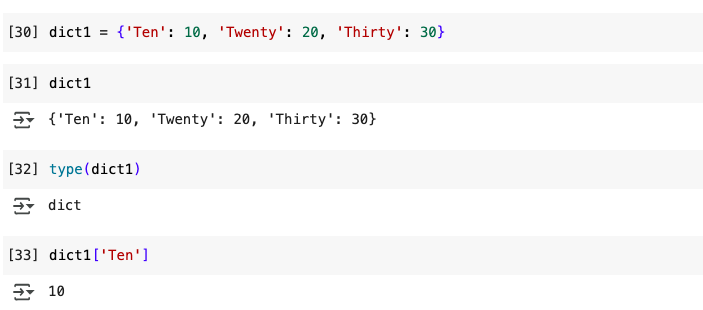 [30] dict1 = {'Ten': 10, 'Twenty': 20, 'Thirty': 30}
[31] dict1
{'Ten': 10, 'Twenty': 20, 'Thirty': 30}
[32] type(dict1)
dict
[33] dict1['Ten']
10